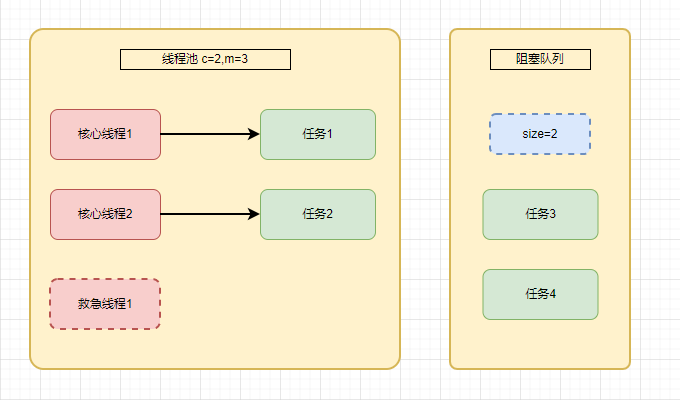 线程池 c=2,m=3
核心线程1
任务1
核心线程2
任务2
救急线程1
阻塞队列
size=2
任务3
任务4